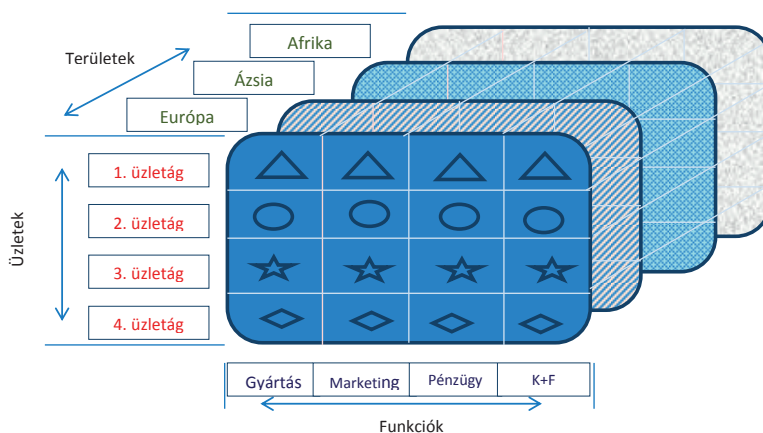 Afrika
Területek
Ázsia
Európa
1. üzletág
2. üzletág
Üzletek
3. üzletág
4. üzletág
Gyártás Marketing Pénzügy K+F
Funkciók